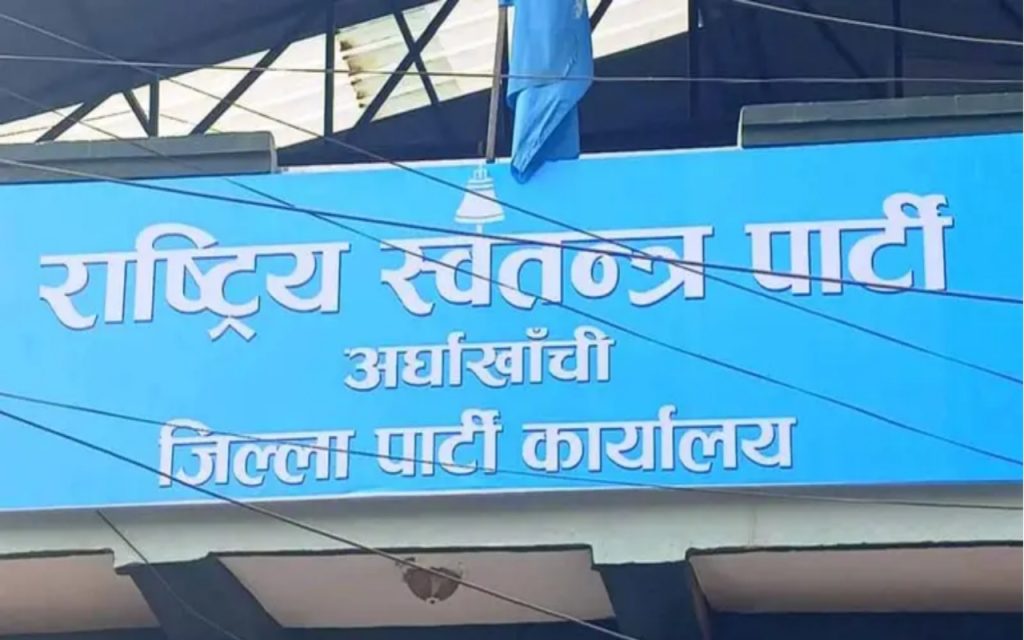 राष्ट्रिय स्वतन्त्र पार्टी
अर्घाखाँची
जिल्ला पार्टी कार्यालय